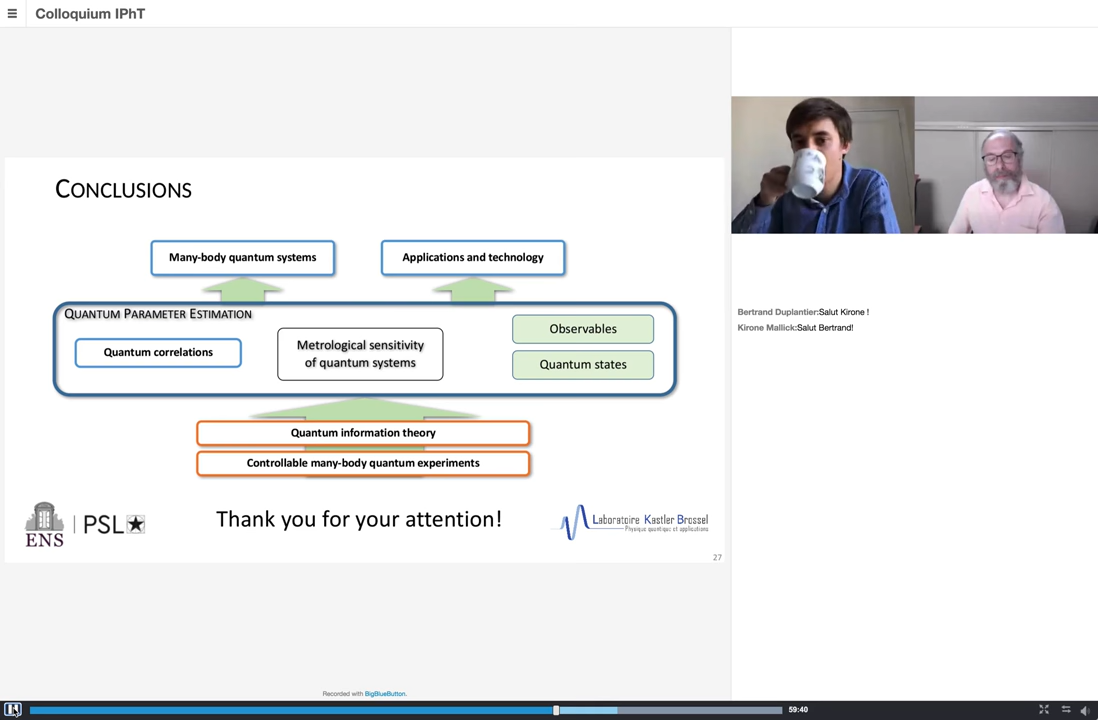 Colloquium IPhT
CONCLUSIONS
Many-body quantum systems
Applications and technology
QUANTUM PARAMETER ESTIMATION
Quantum correlations
Metrological sensitivity
of quantum systems
Observables
Quantum states
Quantum information theory
Controllable many-body quantum experiments
ENS
PSL
Thank you for your attention!
Laboratoire Kastler Brossel
Physique quantique et applications
27
Bertrand Duplantier:Salut Kirone !
Kirone Mallick:Salut Bertrand!
Recorded with BigBlueButton.
59:40